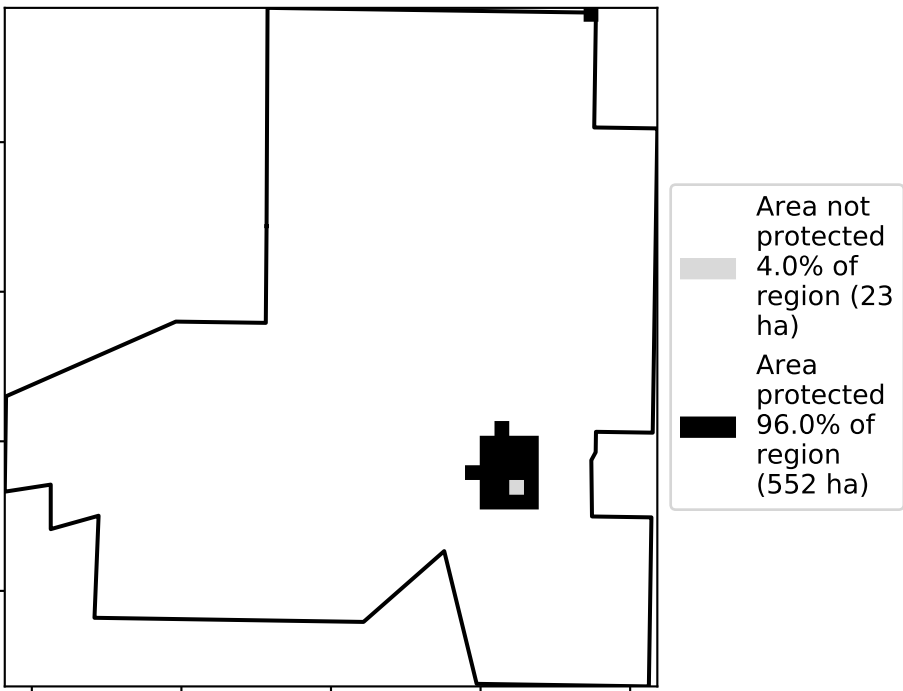 Area not
protected
4.0% of
region (23
ha)
Area
protected
96.0% of
region
(552 ha)